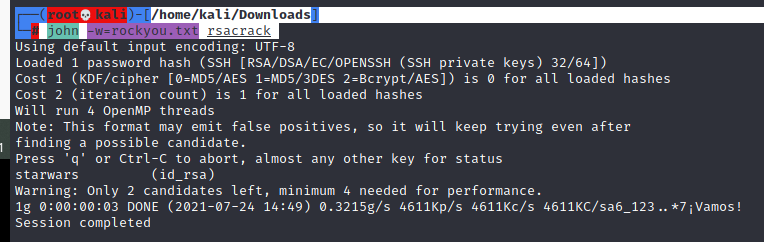 (root💀kali)-[/home/kali/Downloads]
# john -w=rockyou.txt rsacrack
Using default input encoding: UTF-8
Loaded 1 password hash (SSH [RSA/DSA/EC/OPENSSH (SSH private keys) 32/64])
Cost 1 (KDF/cipher [0=MD5/AES 1=MD5/3DES 2=Bcrypt/AES]) is 0 for all loaded hashes
Cost 2 (iteration count) is 1 for all loaded hashes
Will run 4 OpenMP threads
Note: This format may emit false positives, so it will keep trying even after
finding a possible candidate.
Press 'q' or Ctrl-C to abort, almost any other key for status
starwars         (id_rsa)
Warning: Only 2 candidates left, minimum 4 needed for performance.
1g 0:00:00:03 DONE (2021-07-24 14:49) 0.3215g/s 4611Kp/s 4611Kc/s 4611KC/sa6_123..*7¡Vamos!
Session completed